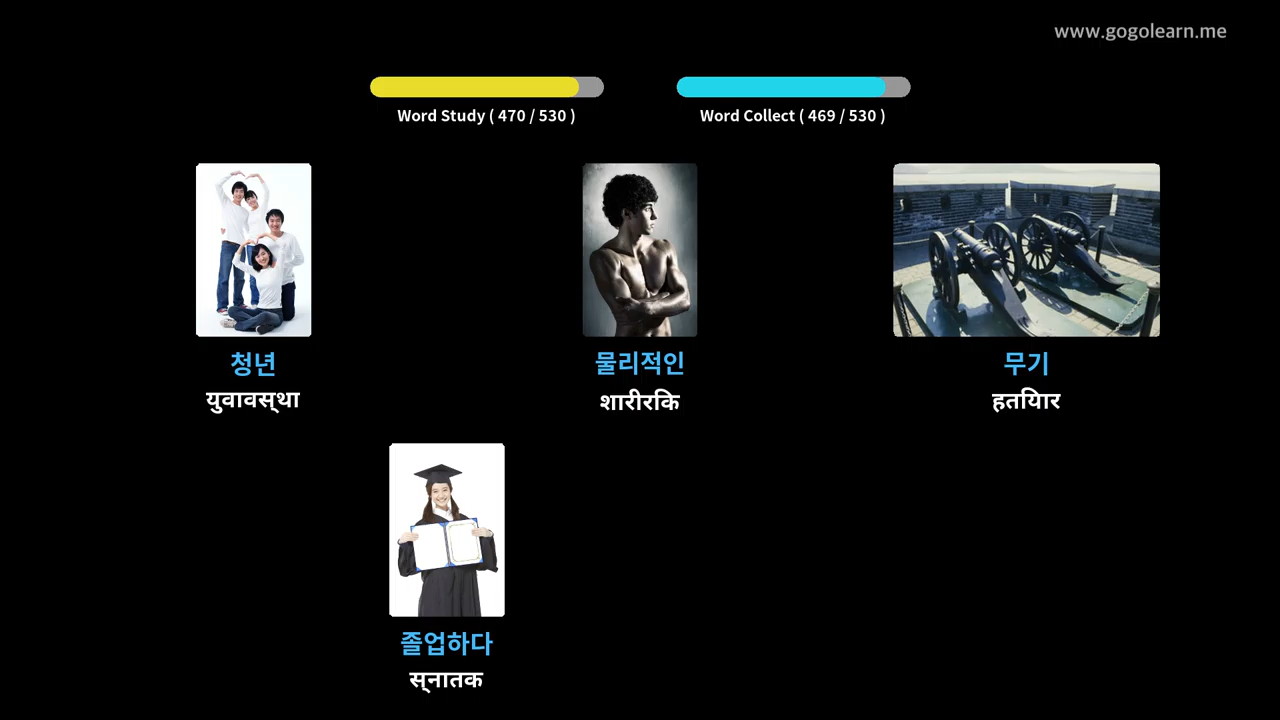 www.gogolearn.me
Word Study ( 470 / 530 )
Word Collect ( 469 / 530 )
청년
युवावस्‌था
물리적인
शारीरकि
무기
हतयिार
졸업하다
स्‌नातक